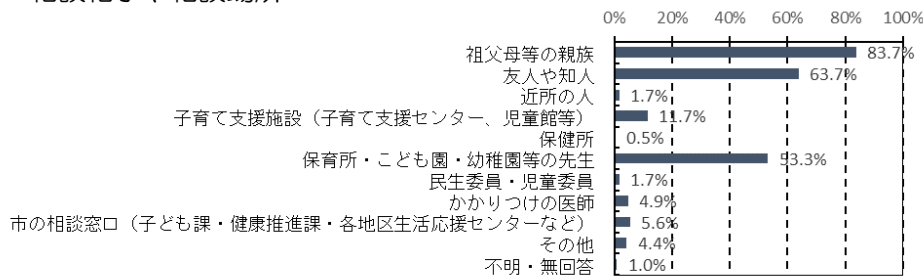 0% 20% 40% 60% 80% 100%
祖父母等の親族 83.7%
友人や知人 63.7%
近所の人 1.7%
子育て支援施設（子育て支援センター、児童館等） 11.7%
保健所 0.5%
保育所・こども園・幼稚園等の先生 53.3%
民生委員・児童委員 1.7%
かかりつけの医師 4.9%
市の相談窓口（子ども課・健康推進課・各地区生活応援センターなど） 5.6%
その他 4.4%
不明・無回答 1.0%